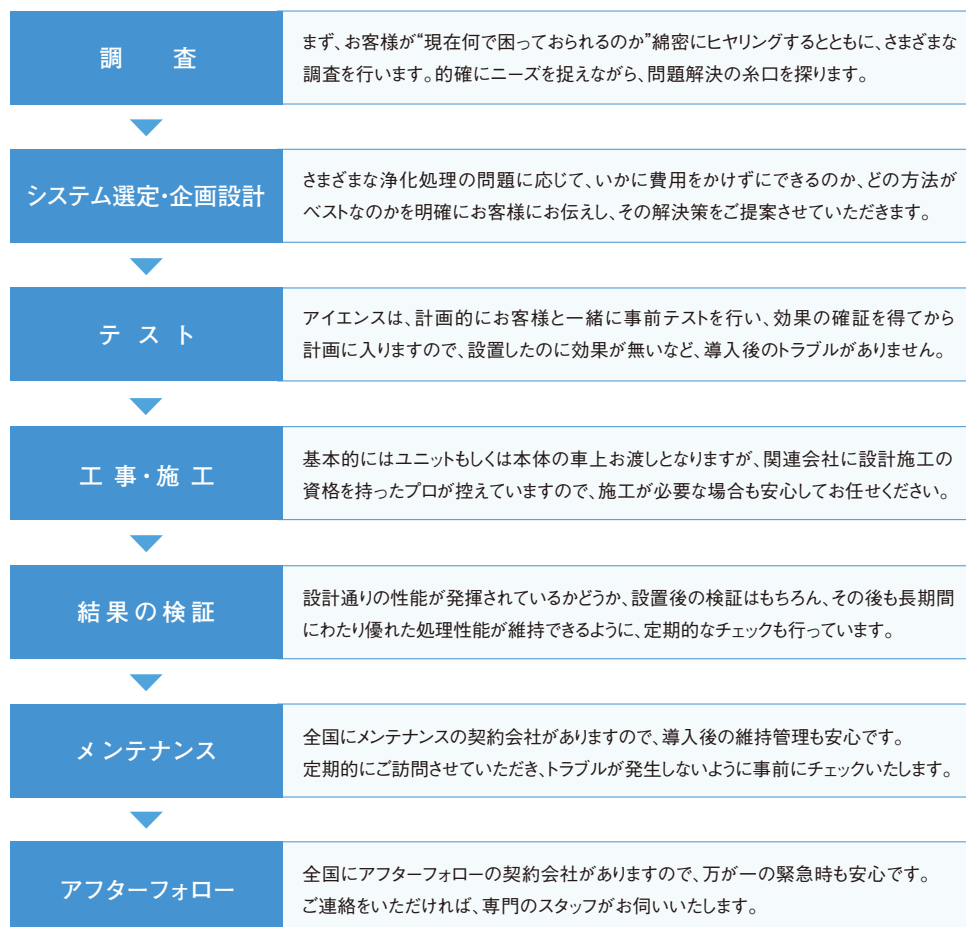 調査
まず、お客様が“現在何で困っておられるのか”綿密にヒヤリングするとともに、さまざまな
調査を行います。的確にニーズを捉えながら、問題解決の糸口を探ります。
システム選定・企画設計
さまざまな浄化処理の問題に応じて、いかに費用をかけずにできるのか、どの方法が
ベストなのかを明確にお客様にお伝えし、その解決策をご提案させていただきます。
テスト
アイエンスは、計画的にお客様と一緒に事前テストを行い、効果の確証を得てから
計画に入りますので、設置したのに効果が無いなど、導入後のトラブルがありません。
工事・施工
基本的にはユニットもしくは本体の車上お渡しとなりますが、関連会社に設計施工の
資格を持ったプロが控えていますので、施工が必要な場合も安心してお任せください。
結果の検証
設計通りの性能が発揮されているかどうか、設置後の検証はもちろん、その後も長期間
にわたり優れた処理性能が維持できるように、定期的なチェックも行っています。
メンテナンス
全国にメンテナンスの契約会社がありますので、導入後の維持管理も安心です。
定期的にご訪問させていただき、トラブルが発生しないように事前にチェックいたします。
アフターフォロー
全国にアフターフォローの契約会社がありますので、万が一の緊急時も安心です。
ご連絡をいただければ、専門のスタッフがお伺いいたします。